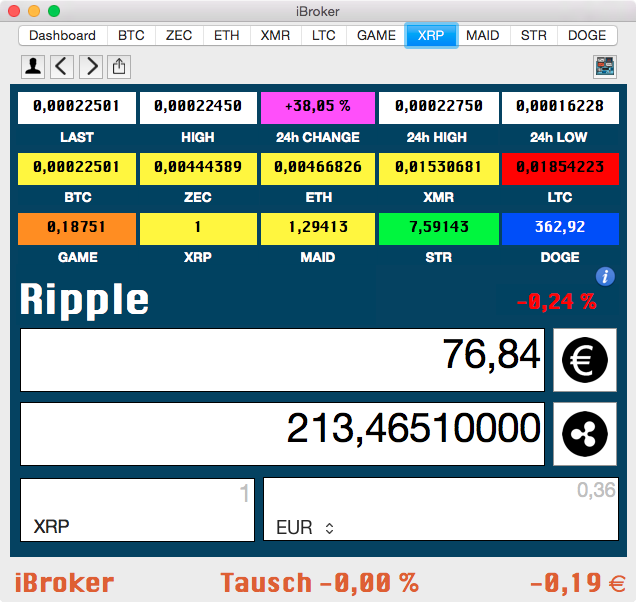 iBroker
Dashboard BTC ZEC ETH XMR LTC GAME XRP MAID STR DOGE
0,00022501 0,00022450 +38,05 % 0,00022750 0,00016228
LAST HIGH 24h CHANGE 24h HIGH 24h LOW
0,00022501 0,00444389 0,00466826 0,01530681 0,01854223
BTC ZEC ETH XMR LTC
0,18751 1 1,29413 7,59143 362,92
GAME XRP MAID STR DOGE
i
Ripple -0,24 %
76,84 €
213,46510000
1 0,36
XRP EUR
iBroker Tausch -0,00 % -0,19 €